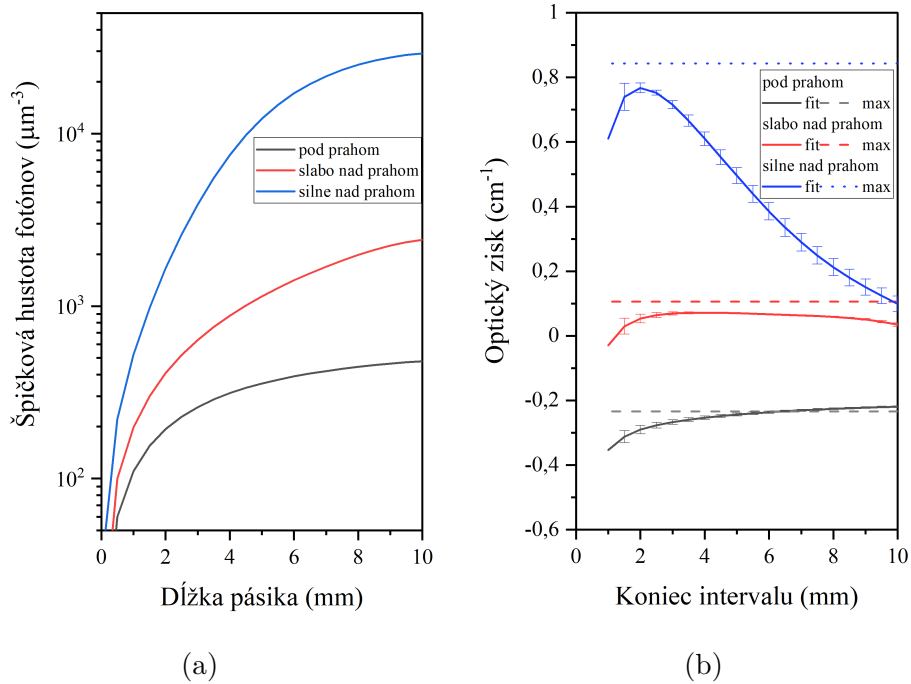 Špičková hustota fotónov (µm⁻³)
10⁴
10³
10²
0 2 4 6 8 10
Dĺžka pásika (mm)
pod prahom
slabo nad prahom
silne nad prahom
(a)
Optický zisk (cm⁻¹)
1
0,8
0,6
0,4
0,2
0
-0,2
-0,4
-0,6
0 2 4 6 8 10
Koniec intervalu (mm)
pod prahom
fit max
slabo nad prahom
fit max
silne nad prahom
fit max
(b)